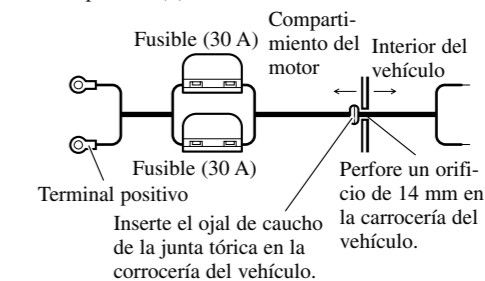 Comparti-
miento del
motor
Fusible (30 A)
Interior del
vehículo
Fusible (30 A)
Terminal positivo
Perfore un orifi-
cio de 14 mm en
la carrocería del
vehículo.
Inserte el ojal de caucho
de la junta tórica en la
corrocería del vehículo.